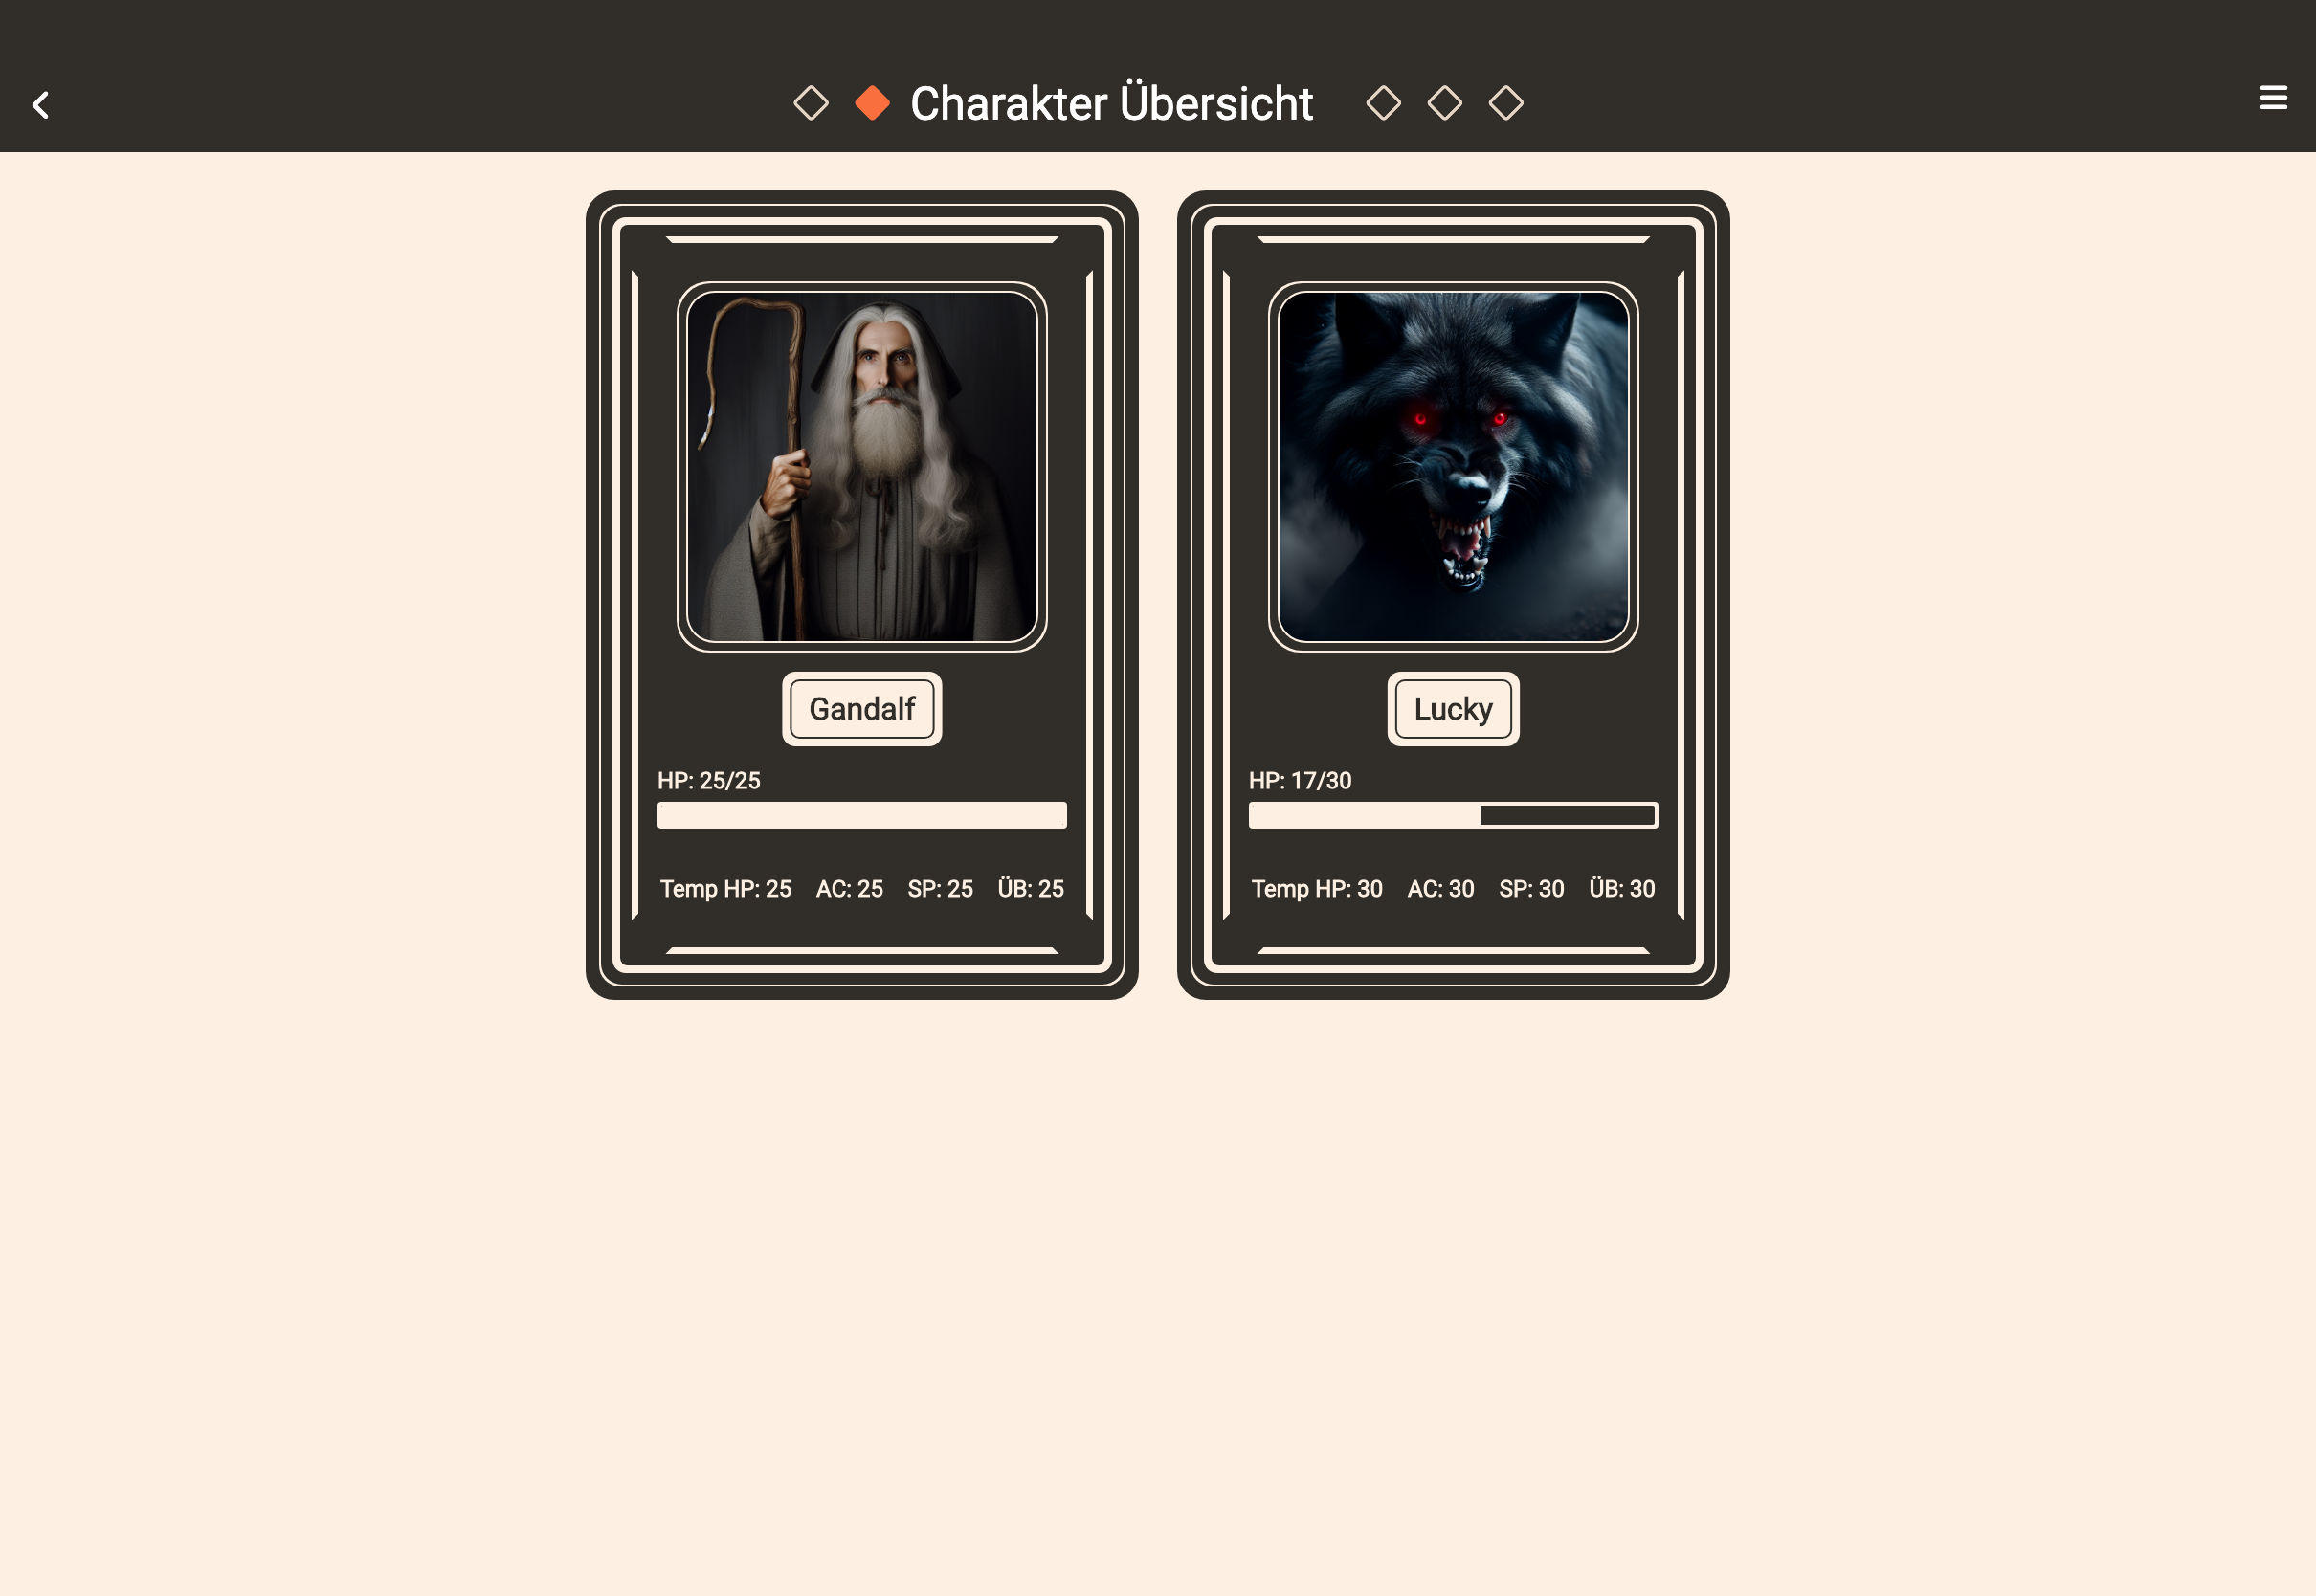 Charakter Übersicht
Gandalf
HP: 25/25
Temp HP: 25 AC: 25 SP: 25 ÜB: 25
Lucky
HP: 17/30
Temp HP: 30 AC: 30 SP: 30 ÜB: 30